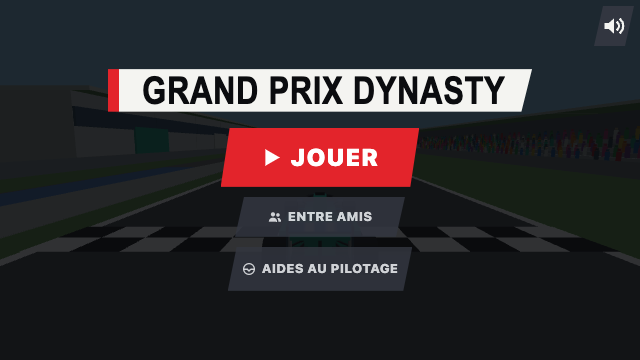 GRAND PRIX DYNASTY
JOUER
ENTRE AMIS
AIDES AU PILOTAGE